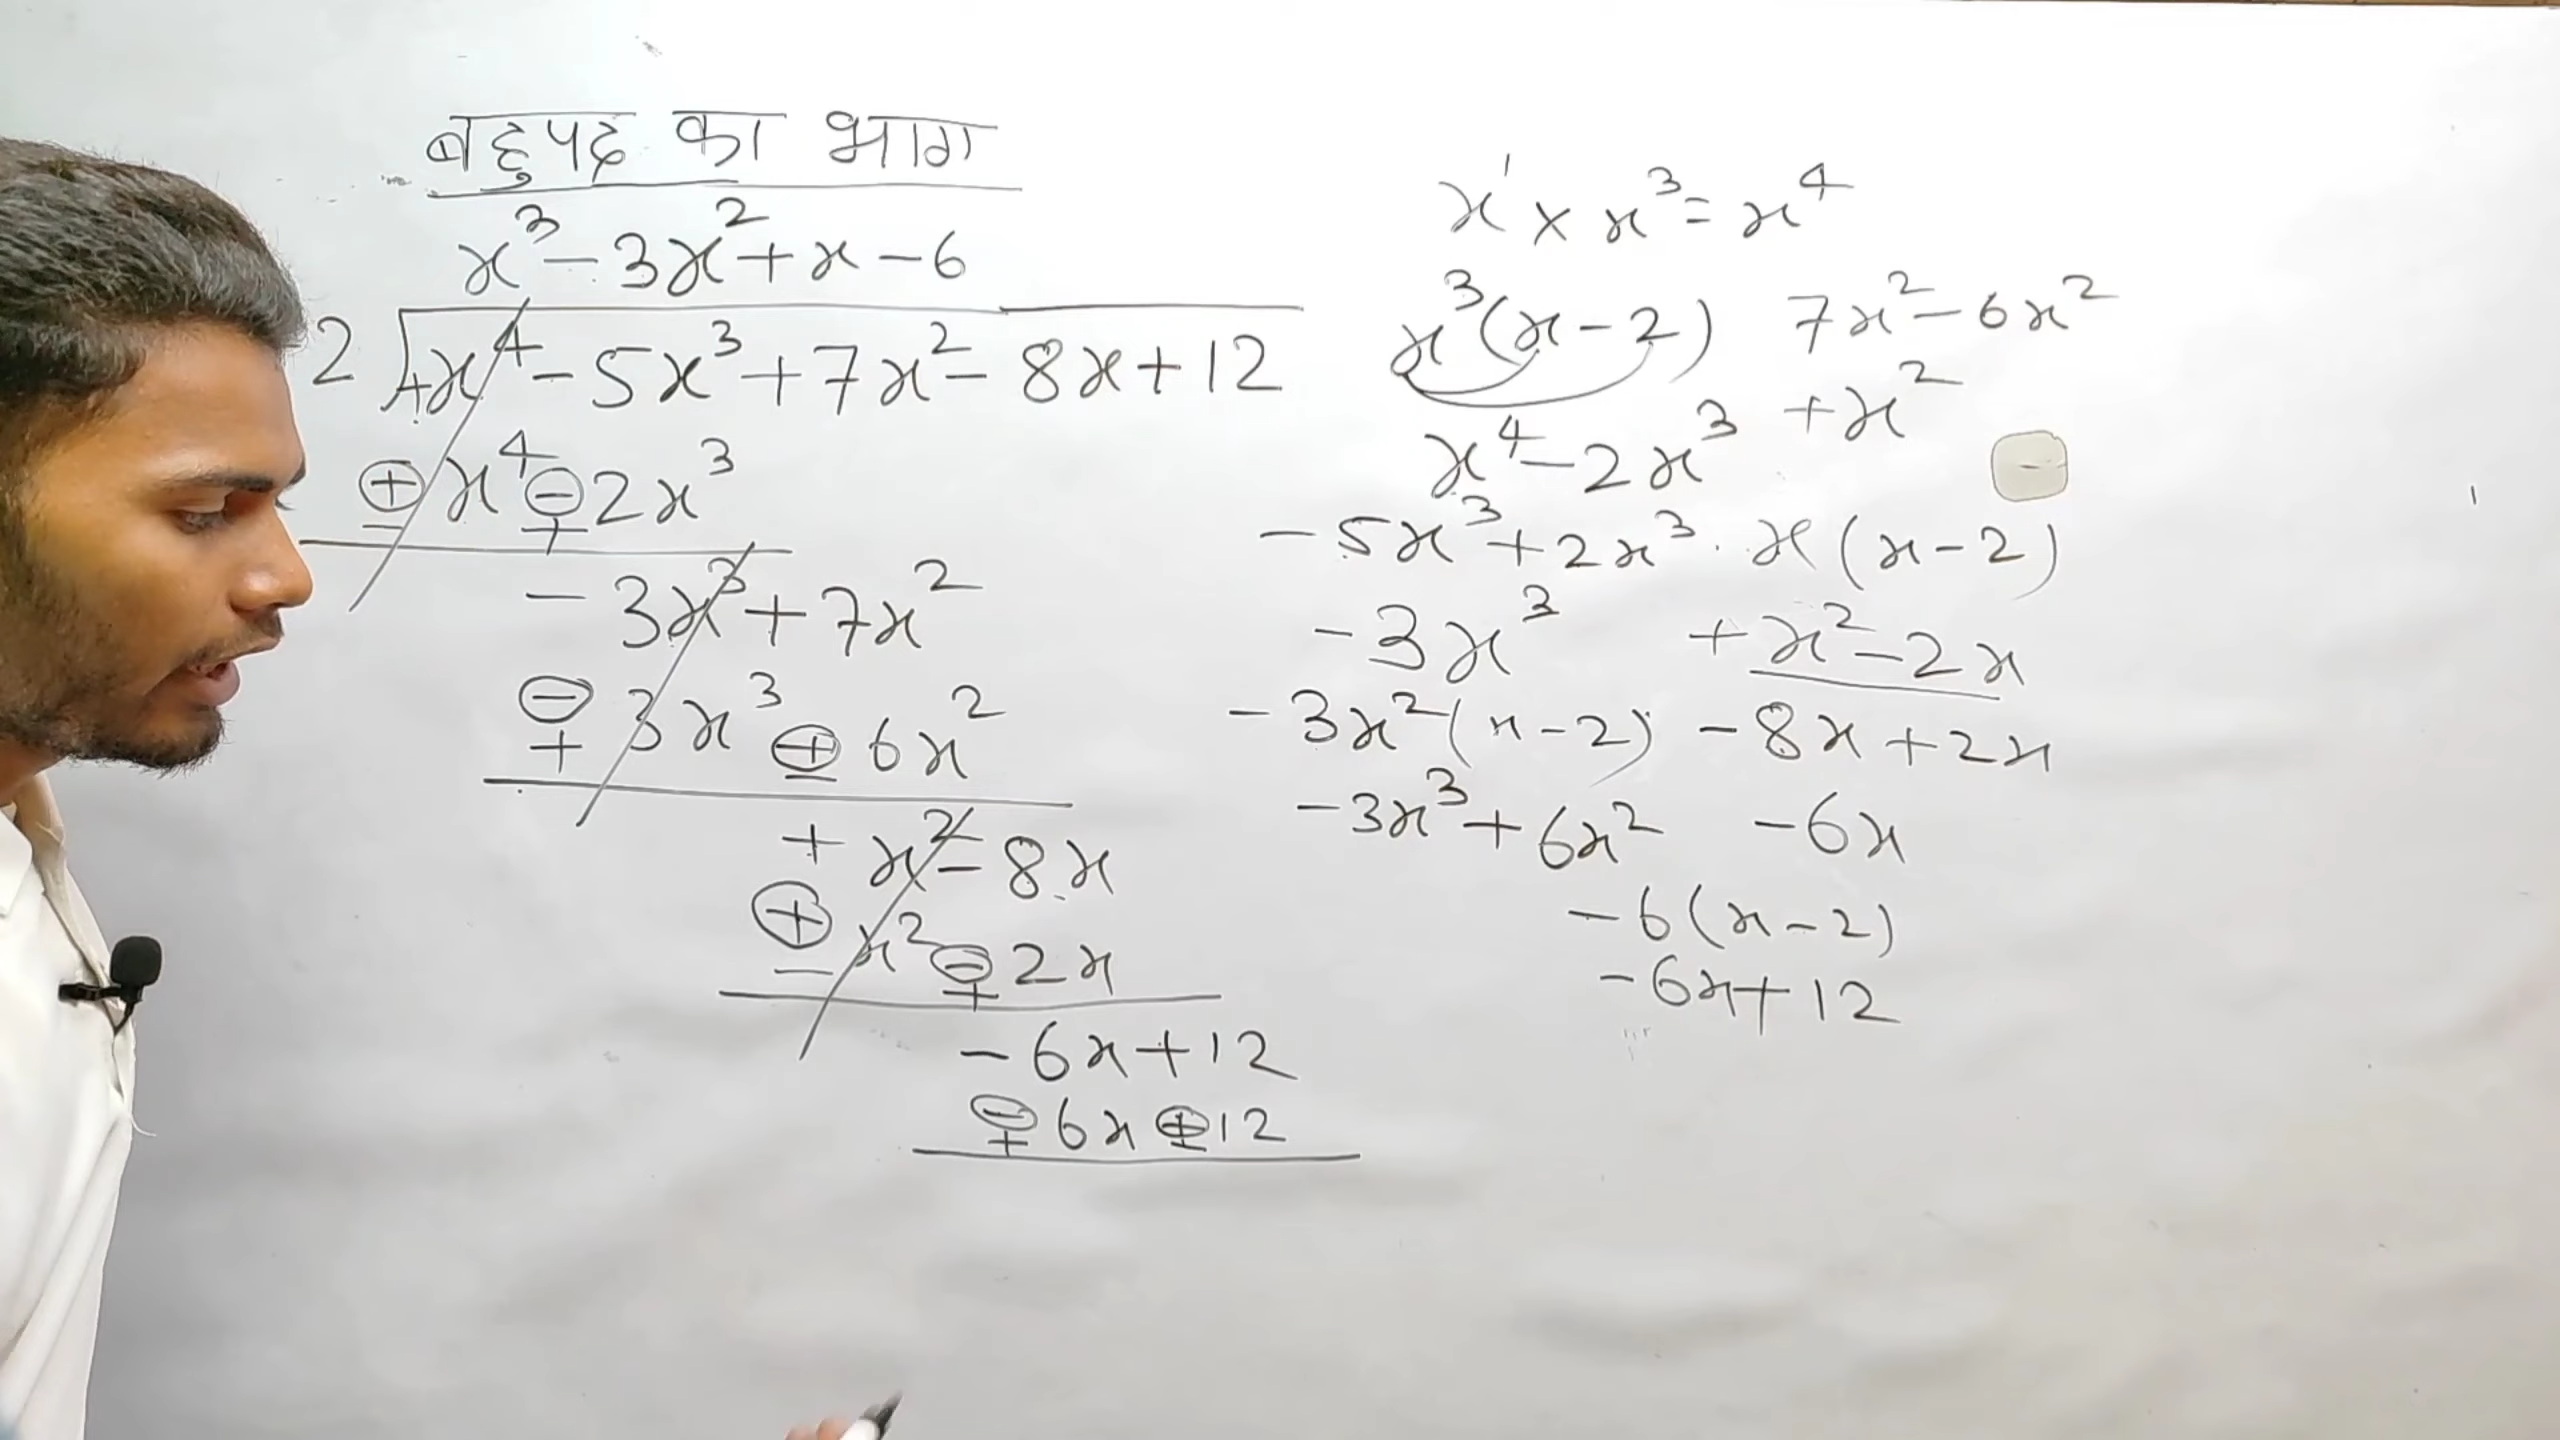 बहुपद का भाग
x³ - 3x² + x - 6
2 ) +x⁴ - 5x³ + 7x² - 8x + 12
⊕ x⁴ ⊖ 2x³
- +
- 3x³ + 7x²
⊖ 3x³ ⊕ 6x²
+ -
+ x² - 8x
⊕ x² ⊖ 2x
- +
- 6x + 12
⊖ 6x ⊕ 12
+ -
x¹ × x³ = x⁴
x³(x - 2) 7x² - 6x²
x⁴ - 2x³ + x²
- 5x³ + 2x³. x(x - 2)
- 3x³ + x² - 2x
- 3x²(x - 2) - 8x + 2x
- 3x³ + 6x² - 6x
- 6(x - 2)
- 6x + 12